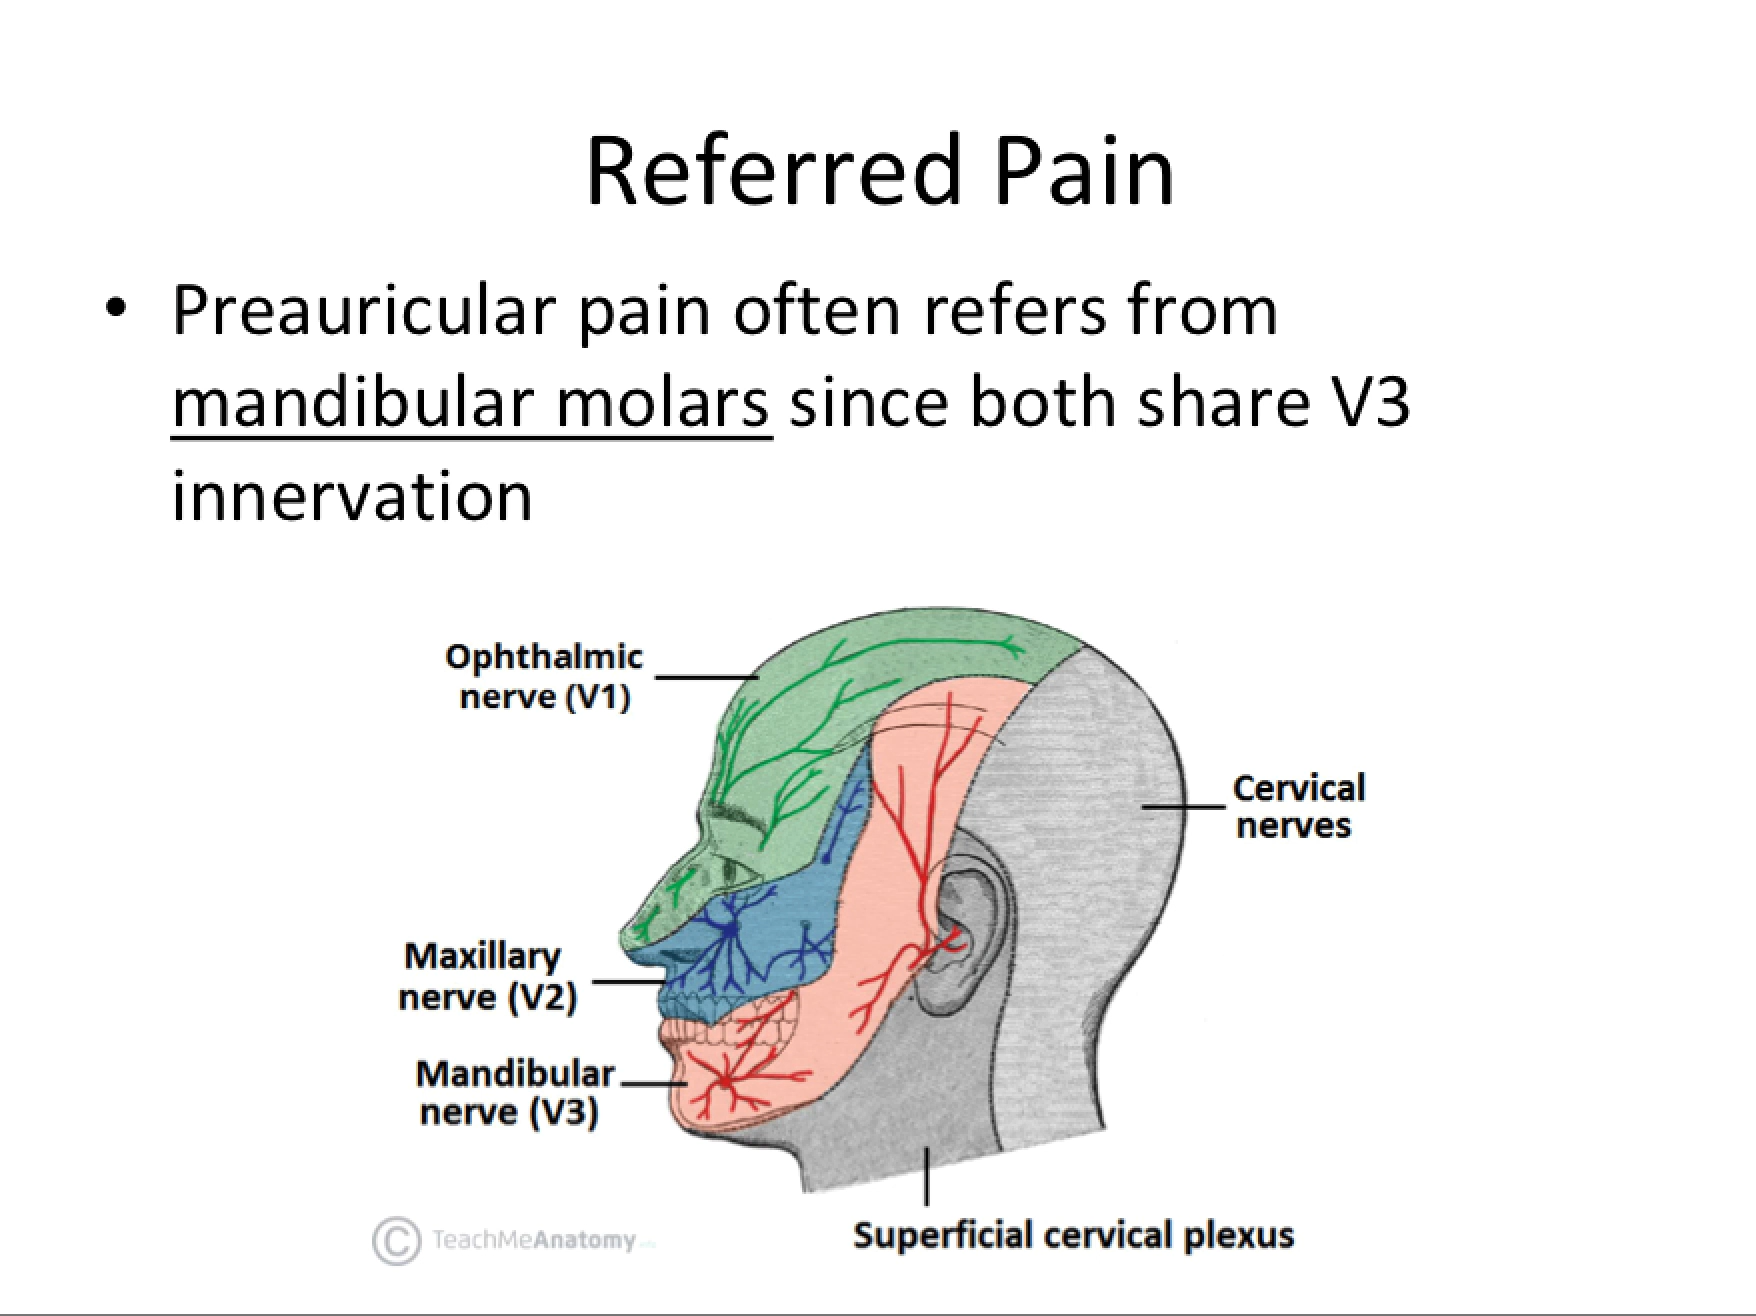 Referred Pain
• Preauricular pain often refers from
mandibular molars since both share V3
innervation
Ophthalmic
nerve (V1)
Cervical
nerves
Maxillary
nerve (V2)
Mandibular
nerve (V3)
Superficial cervical plexus
© TeachMeAnatomy